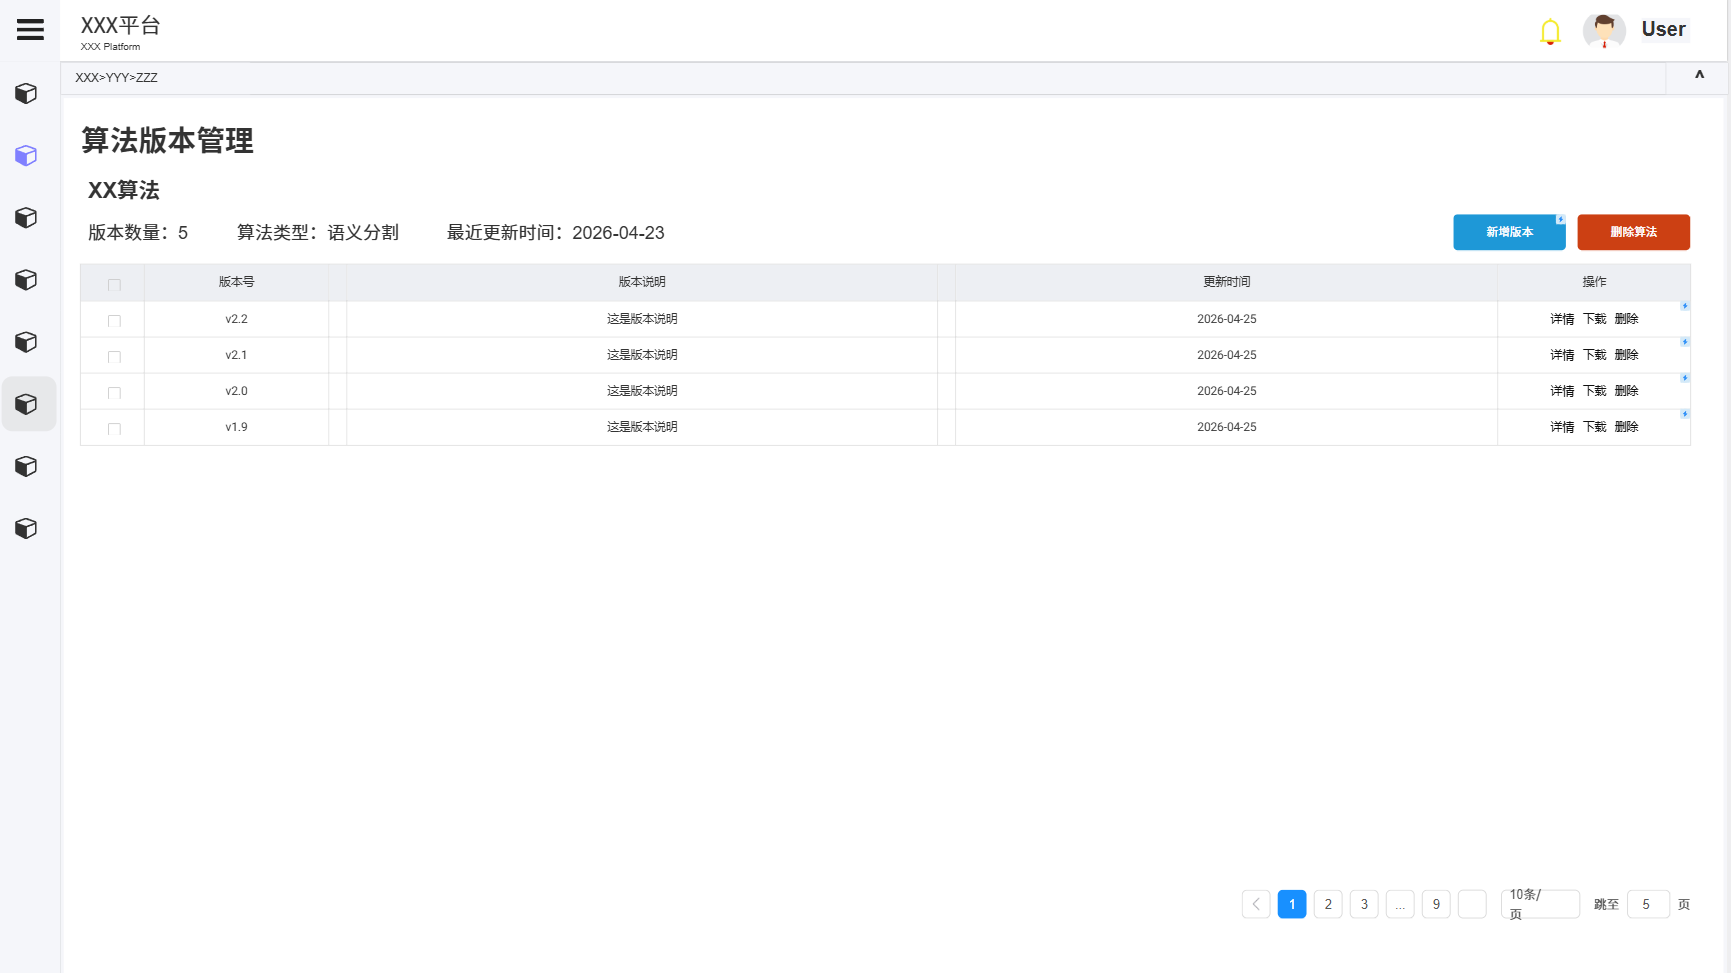 XXX平台
XXX Platform
User
XXX>YYY>ZZZ
算法版本管理
XX算法
版本数量：5 算法类型：语义分割 最近更新时间：2026-04-23
新增版本 删除算法
版本号 版本说明 更新时间 操作
v2.2 这是版本说明 2026-04-25 详情 下载 删除
v2.1 这是版本说明 2026-04-25 详情 下载 删除
v2.0 这是版本说明 2026-04-25 详情 下载 删除
v1.9 这是版本说明 2026-04-25 详情 下载 删除
1 2 3 ... 9 10条/
页 跳至 5 页